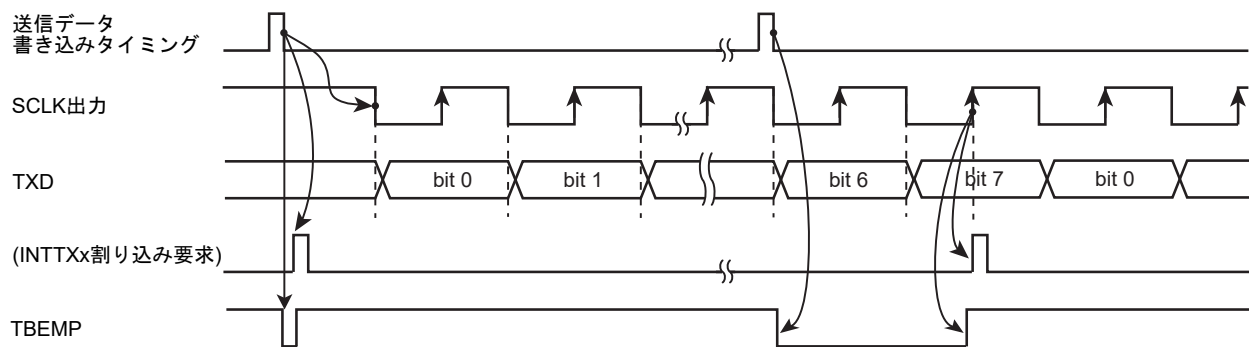 送信データ
書き込みタイミング
SCLK出力
TXD
bit 0
bit 1
bit 6
bit 7
bit 0
(INTTXx割り込み要求)
TBEMP